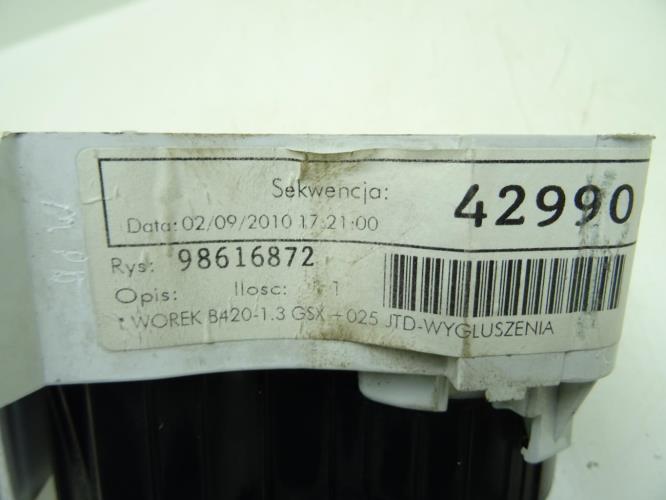 Sekwencja: 42990
Data: 02/09/2010 17:21:00
Rys: 98616872
Opis: Ilosc: 1
* WOREK B420-1.3 GSX + 025 JTD-WYGLUSZENIA